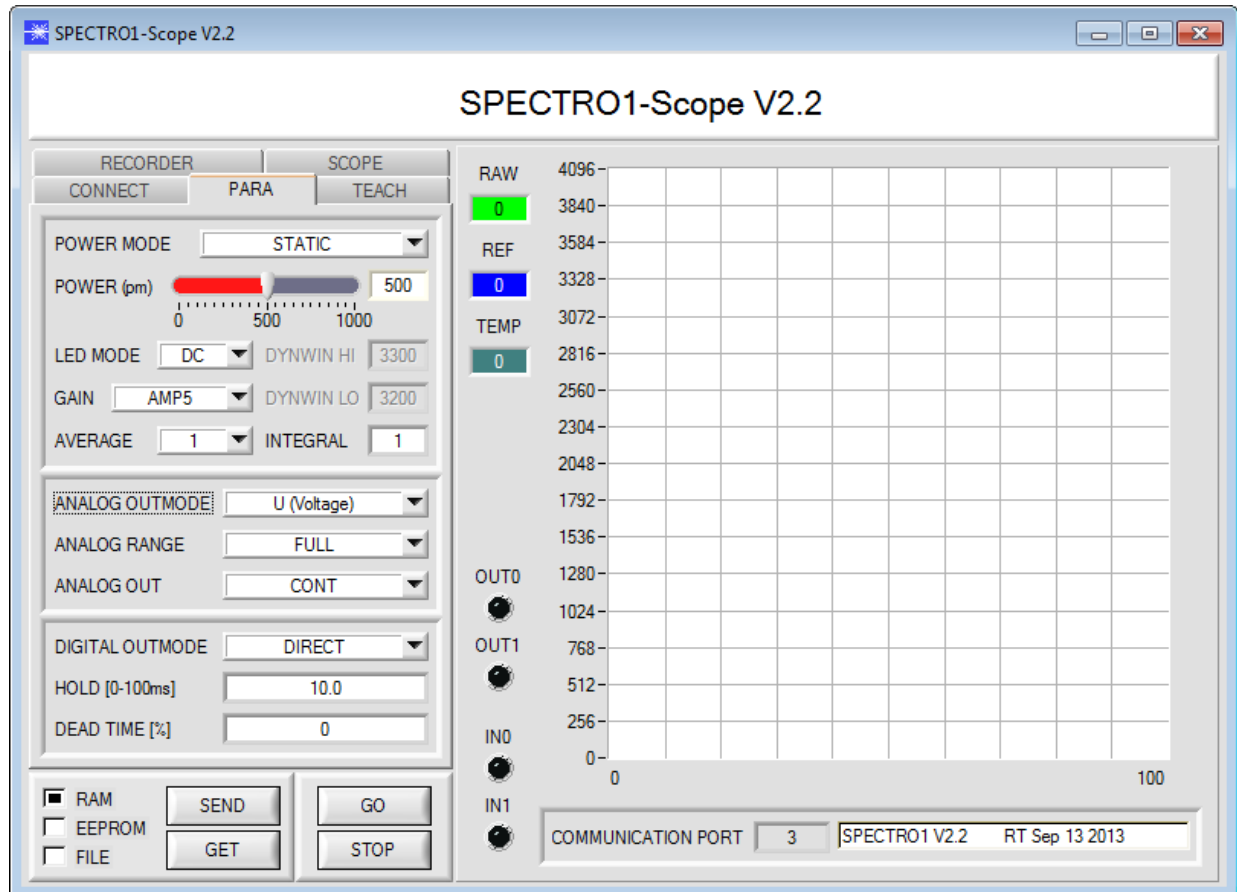 SPECTRO1-Scope V2.2
SPECTRO1-Scope V2.2
RECORDER SCOPE
CONNECT PARA TEACH
POWER MODE STATIC
POWER (pm) 500
0 500 1000
LED MODE DC DYNWIN HI 3300
GAIN AMP5 DYNWIN LO 3200
AVERAGE 1 INTEGRAL 1
ANALOG OUTMODE U (Voltage)
ANALOG RANGE FULL
ANALOG OUT CONT
DIGITAL OUTMODE DIRECT
HOLD [0-100ms] 10.0
DEAD TIME [%] 0
RAM
EEPROM
FILE
SEND GO
GET STOP
RAW
0
REF
0
TEMP
0
OUT0
OUT1
IN0
IN1
4096
3840
3584
3328
3072
2816
2560
2304
2048
1792
1536
1280
1024
768
512
256
0
0 100
COMMUNICATION PORT 3 SPECTRO1 V2.2 RT Sep 13 2013